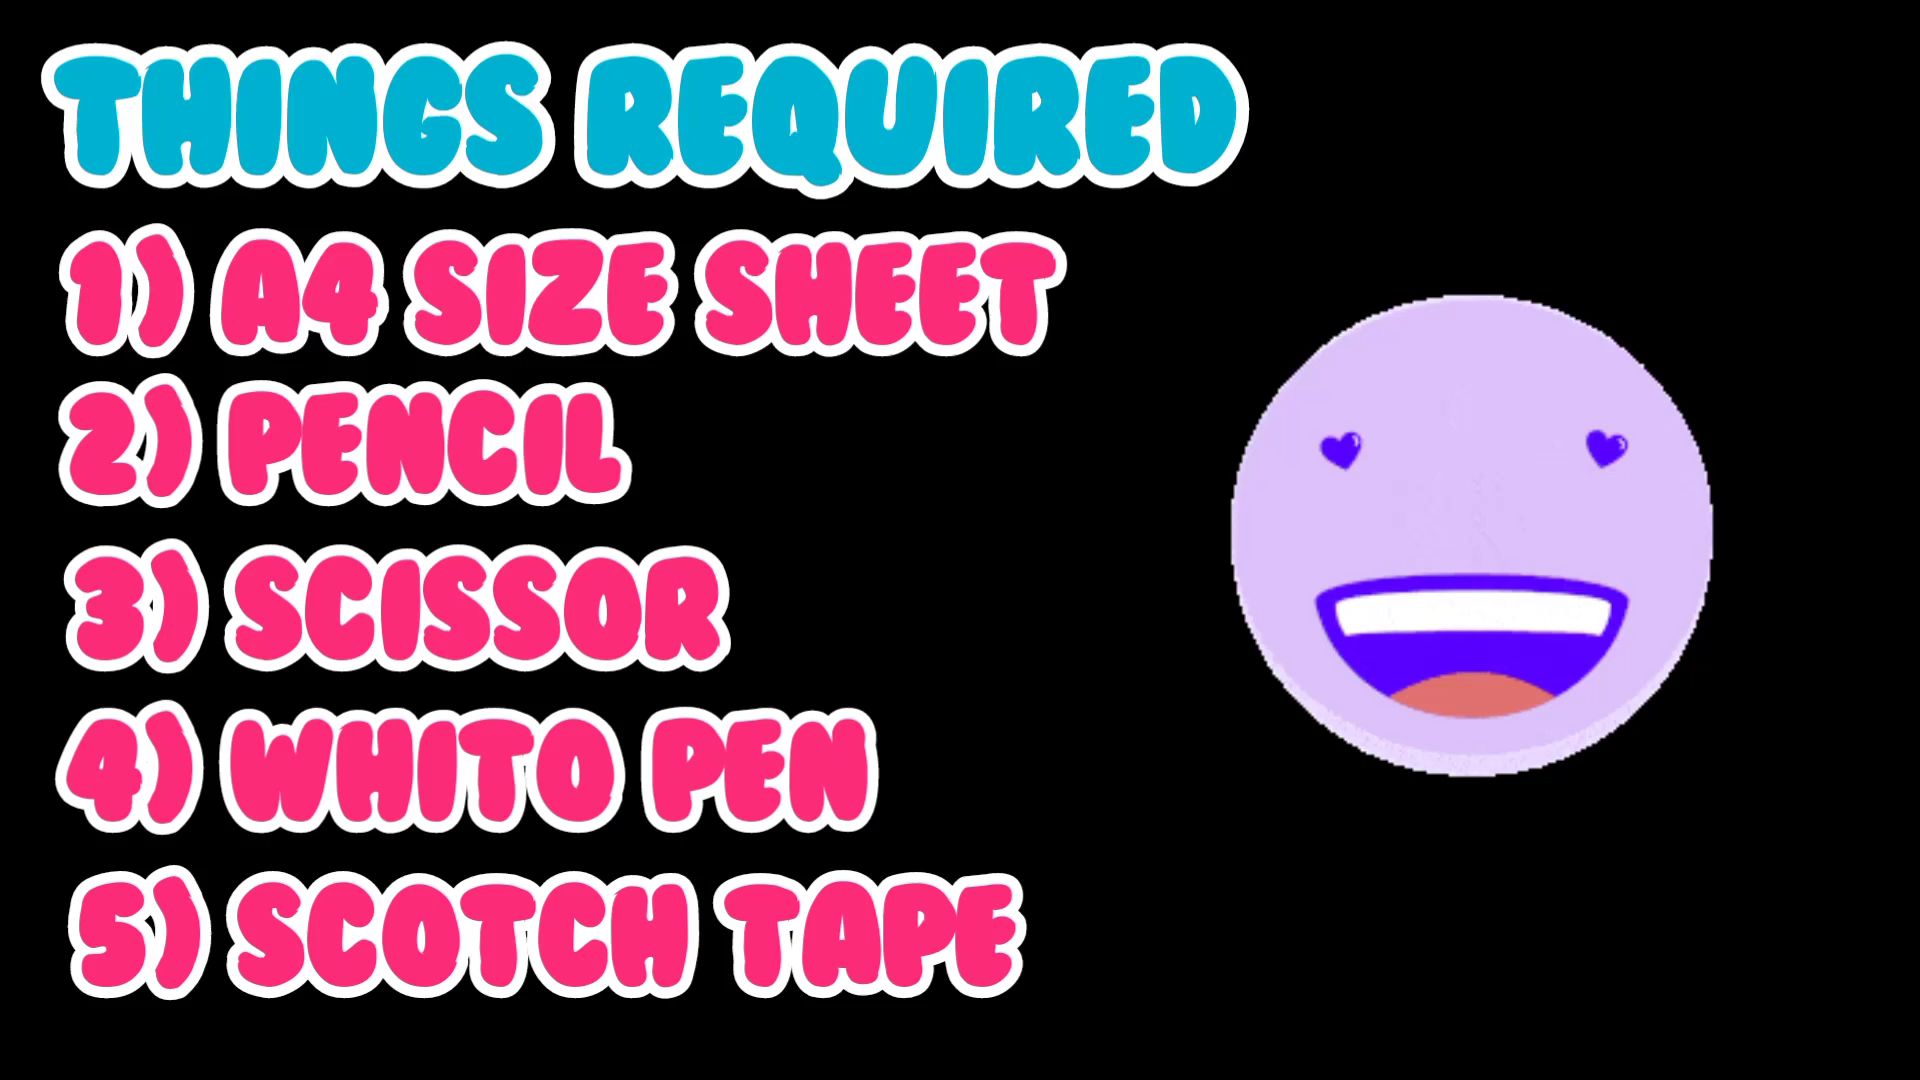 THINGS REQUIRED
1) A4 SIZE SHEET
2) PENCIL
3) SCISSOR
4) WHITO PEN
5) SCOTCH TAPE